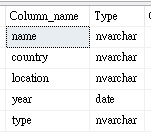 Column_name Type
name nvarchar
country nvarchar
location nvarchar
year date
type nvarchar